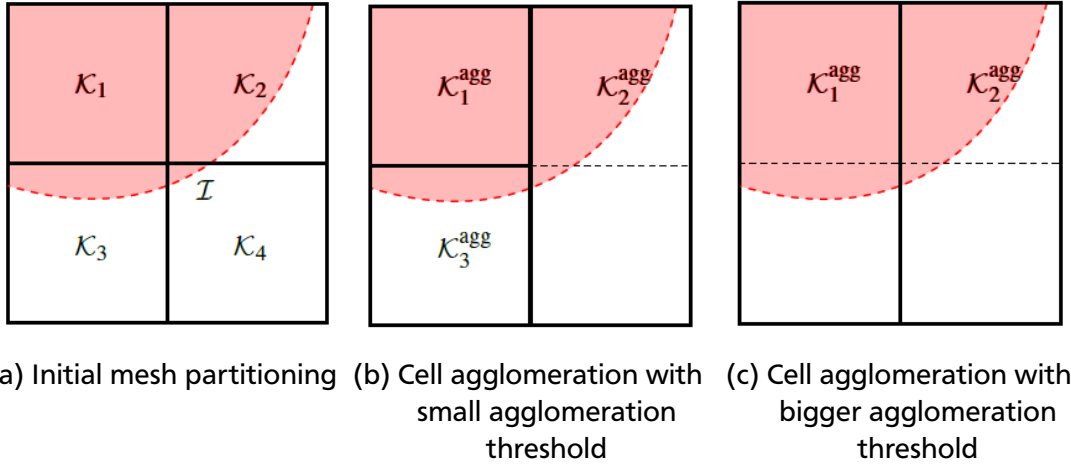 K₁ K₂ K₁ᵃᵍᵍ K₂ᵃᵍᵍ K₁ᵃᵍᵍ K₂ᵃᵍᵍ
I
K₃ K₄ K₃ᵃᵍᵍ
a) Initial mesh partitioning (b) Cell agglomeration with (c) Cell agglomeration with
small agglomeration bigger agglomeration
threshold threshold